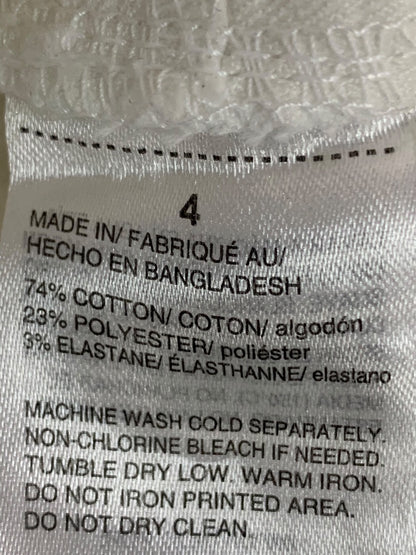 4
MADE IN/ FABRIQUÉ AU/
HECHO EN BANGLADESH
74% COTTON/ COTON/ algodón
23% POLYESTER/ poliéster
3% ELASTANE/ ÉLASTHANNE/ elastano
MACHINE WASH COLD SEPARATELY.
NON-CHLORINE BLEACH IF NEEDED.
TUMBLE DRY LOW. WARM IRON.
DO NOT IRON PRINTED AREA.
DO NOT DRY CLEAN.